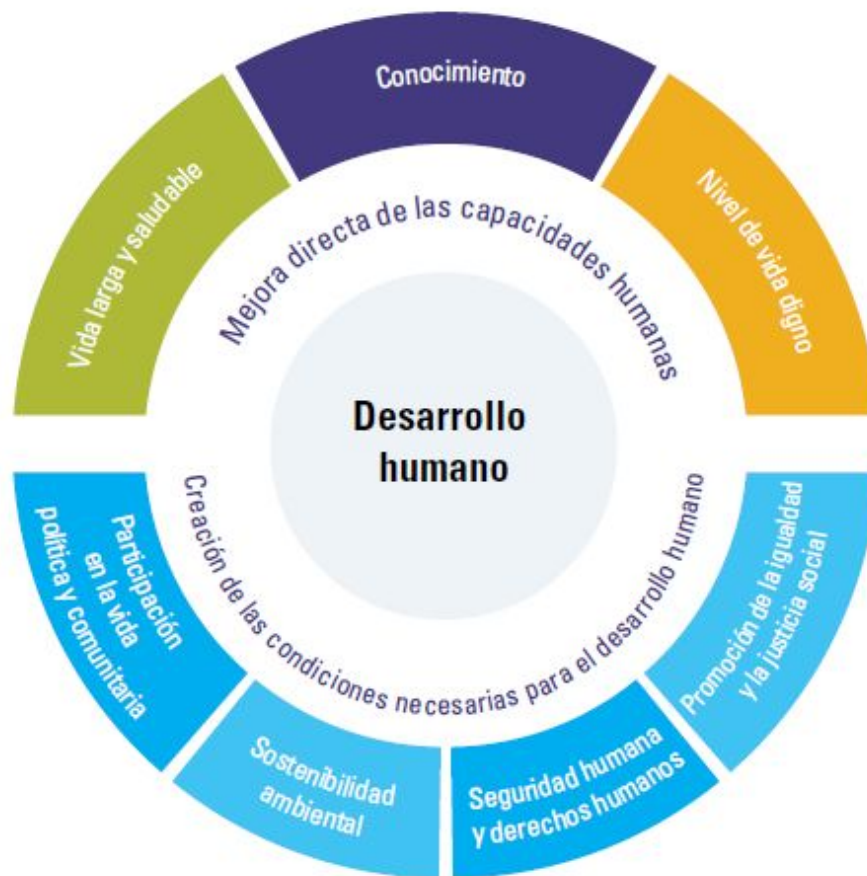 Conocimiento
Vida larga y saludable
Nivel de vida digno
Mejora directa de las capacidades humanas
Desarrollo
humano
Creación de las condiciones necesarias para el desarrollo humano
Participación
en la vida
política y comunitaria
Sostenibilidad
ambiental
Seguridad humana
y derechos humanos
Promoción de la igualdad
y la justicia social